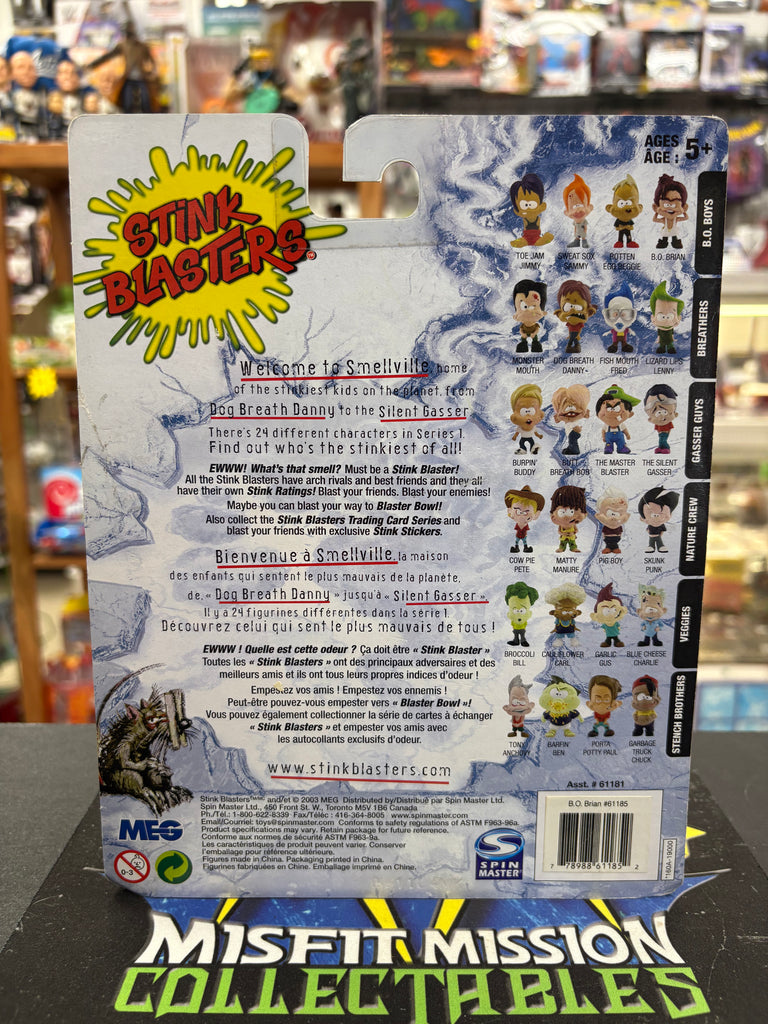 STINK
BLASTERS
AGES
ÂGE : 5+
TOE JAM JIMMY
SWEAT SOX SAMMY
ROTTEN EGG REGGIE
B.O. BRIAN
B.O. BOYS
MONSTER MOUTH
DOG BREATH DANNY
FISH MOUTH FRED
LIZARD LIPS LENNY
BREATHERS
BURPIN' BUDDY
BUTT BREATH BOB
THE MASTER BLASTER
THE SILENT GASSER
GASSER GUYS
COW PIE PETE
MATTY MANURE
PIG BOY
SKUNK PUNK
NATURE CREW
BROCCOLI BILL
CAULIFLOWER CARL
GARLIC GUS
BLUE CHEESE CHARLIE
VEGGIES
TONY ANCHOVY
BARFIN' BEN
PORTA POTTY PAUL
GARBAGE TRUCK CHUCK
STENCH BROTHERS
Welcome to Smellville, home
of the stinkiest kids on the planet, from
Dog Breath Danny to the Silent Gasser
There's 24 different characters in Series 1.
Find out who's the stinkiest of all!
EWWW! What's that smell? Must be a Stink Blaster!
All the Stink Blasters have arch rivals and best friends and they all
have their own Stink Ratings! Blast your friends. Blast your enemies!
Maybe you can blast your way to Blaster Bowl!
Also collect the Stink Blasters Trading Card Series and
blast your friends with exclusive Stink Stickers.
Bienvenue à Smellville, la maison
des enfants qui sentent le plus mauvais de la planète,
de « Dog Breath Danny » jusqu'a « Silent Gasser ».
Il y a 24 figurines différentes dans la série 1.
Découvrez celui qui sent le plus mauvais de tous !
EWWW ! Quelle est cette odeur ? Ça doit être « Stink Blaster »
Toutes les « Stink Blasters » ont des principaux adversaires et des
meilleurs amis et ils ont tous leurs propres indices d'odeur !
Empestez vos amis ! Empestez vos ennemis !
Peut-être pouvez-vous empester vers « Blaster Bowl »!
Vous pouvez également collectionner la série de cartes à échanger
« Stink Blasters » et empester vos amis avec
les autocollants exclusifs d'odeur.
www.stinkblasters.com
Asst. # 61181
Stink Blasters™ and/et © 2003 MEG. Distributed by/Distribué par Spin Master Ltd.
Spin Master Ltd., 450 Front St. W., Toronto M5V 1B6 Canada
Ph./Tél.: 1-800-622-8339 Fax/Téléc : 416-364-8005 www.spinmaster.com
Email/Courriel: toys@spinmaster.com Conforms to safety regulations of ASTM F963-96a.
Product specifications may vary. Retain package for future reference.
Conforme aux normes de sécurité ASTM F963-9a.
Les caractéristiques de produit peuvent varier. Conserver
l'emballage pour référence ultérieure.
Figures made in China. Packaging printed in China.
Figurines fabriquées en Chine. Emballage imprimé en Chine.
MEG
0-3
SPIN
MASTER
B.O. Brian #61185
7 78988 61185 2
*160A-19000
MISFIT MISSION
COLLECTABLES